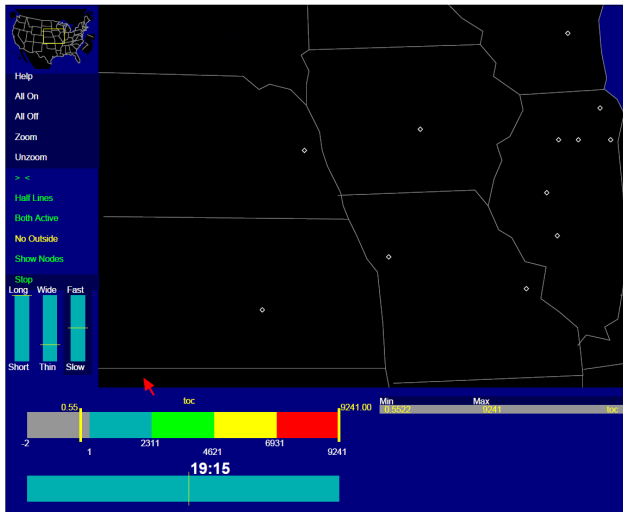 Help
All On
All Off
Zoom
Unzoom
> <
Half Lines
Both Active
No Outside
Show Nodes
Stop
Long Wide Fast
Short Thin Slow
0.55 toc 9241.00
-2 2311 6931
1 4621 9241
19:15
Min Max
0.5522 9241 toc